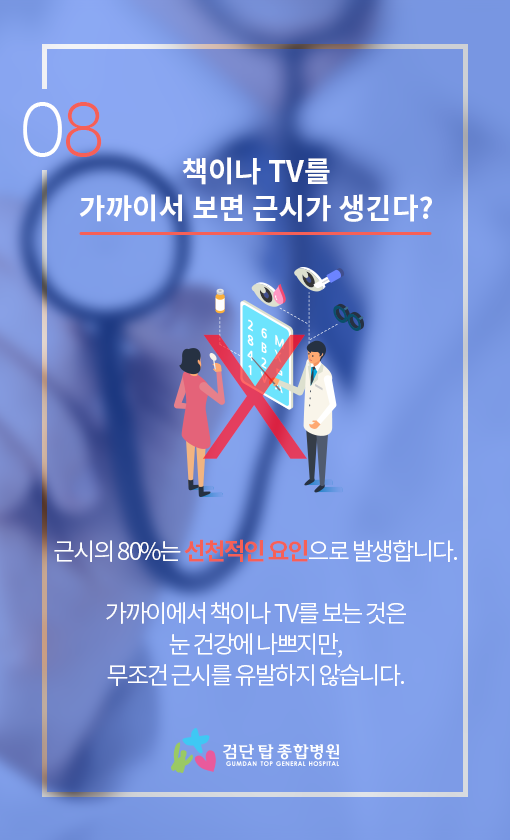 08
책이나 TV를
가까이서 보면 근시가 생긴다?
근시의 80%는 선천적인 요인으로 발생합니다.
가까이에서 책이나 TV를 보는 것은
눈 건강에 나쁘지만,
무조건 근시를 유발하지 않습니다.
검단 탑 종합병원
GUMDAN TOP GENERAL HOSPITAL